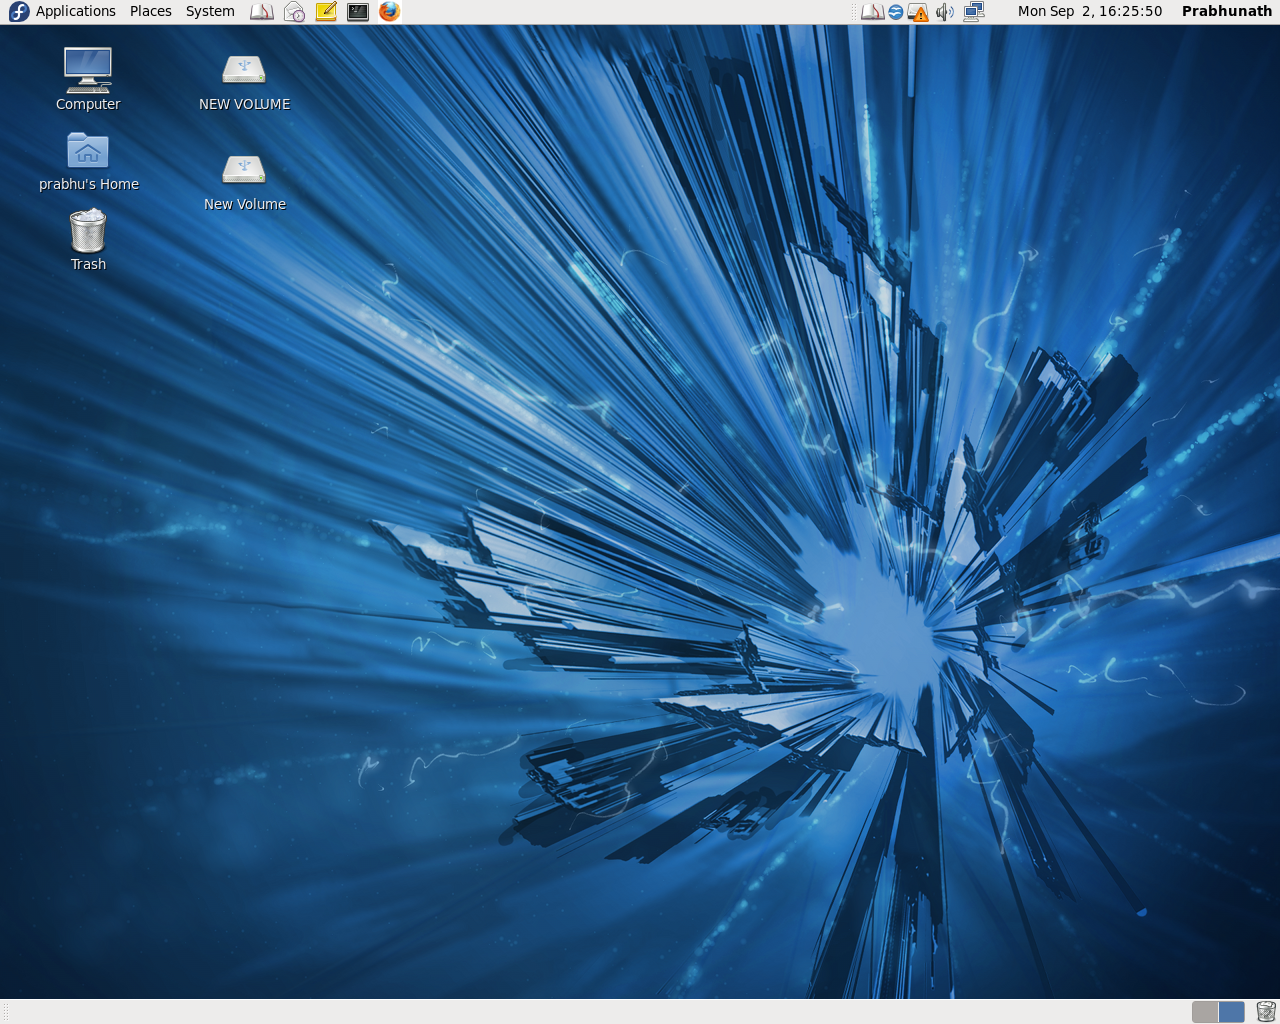 Applications Places System Mon Sep 2, 16:25:50 Prabhunath
Computer
NEW VOLUME
prabhu's Home
New Volume
Trash